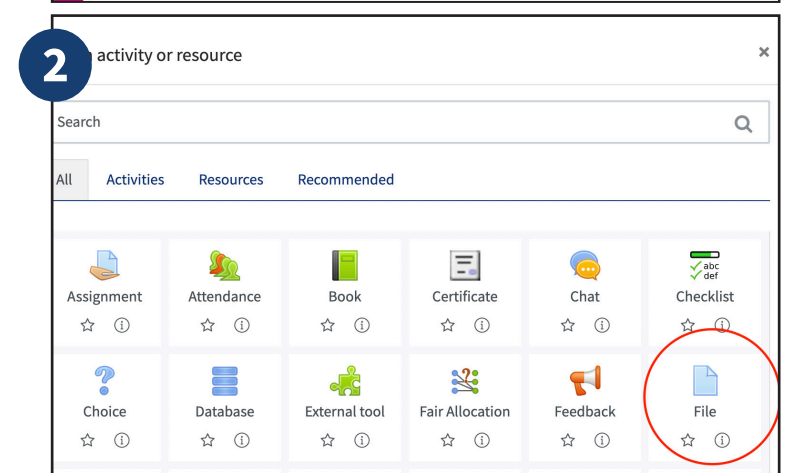 2
activity or resource ×
Search
All Activities Resources Recommended
Assignment Attendance Book Certificate Chat Checklist
abc
def
Choice Database External tool Fair Allocation Feedback File